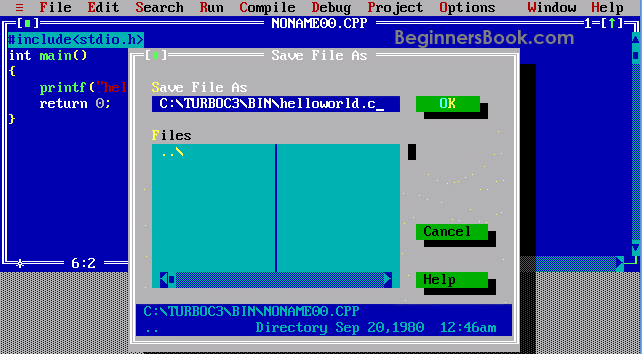 ≡ File Edit Search Run Compile Debug Project Options Window Help
NONAME00.CPP 1=[↑]
BeginnersBook.com
#include<stdio.h>
int main()
{
printf("hel
return 0;
}
6:2
Save File As
Save File As
C:\TURBOC3\BIN\helloworld.c_
OK
Files
..\
Cancel
Help
C:\TURBOC3\BIN\NONAME00.CPP
.. Directory Sep 20,1980 12:46am